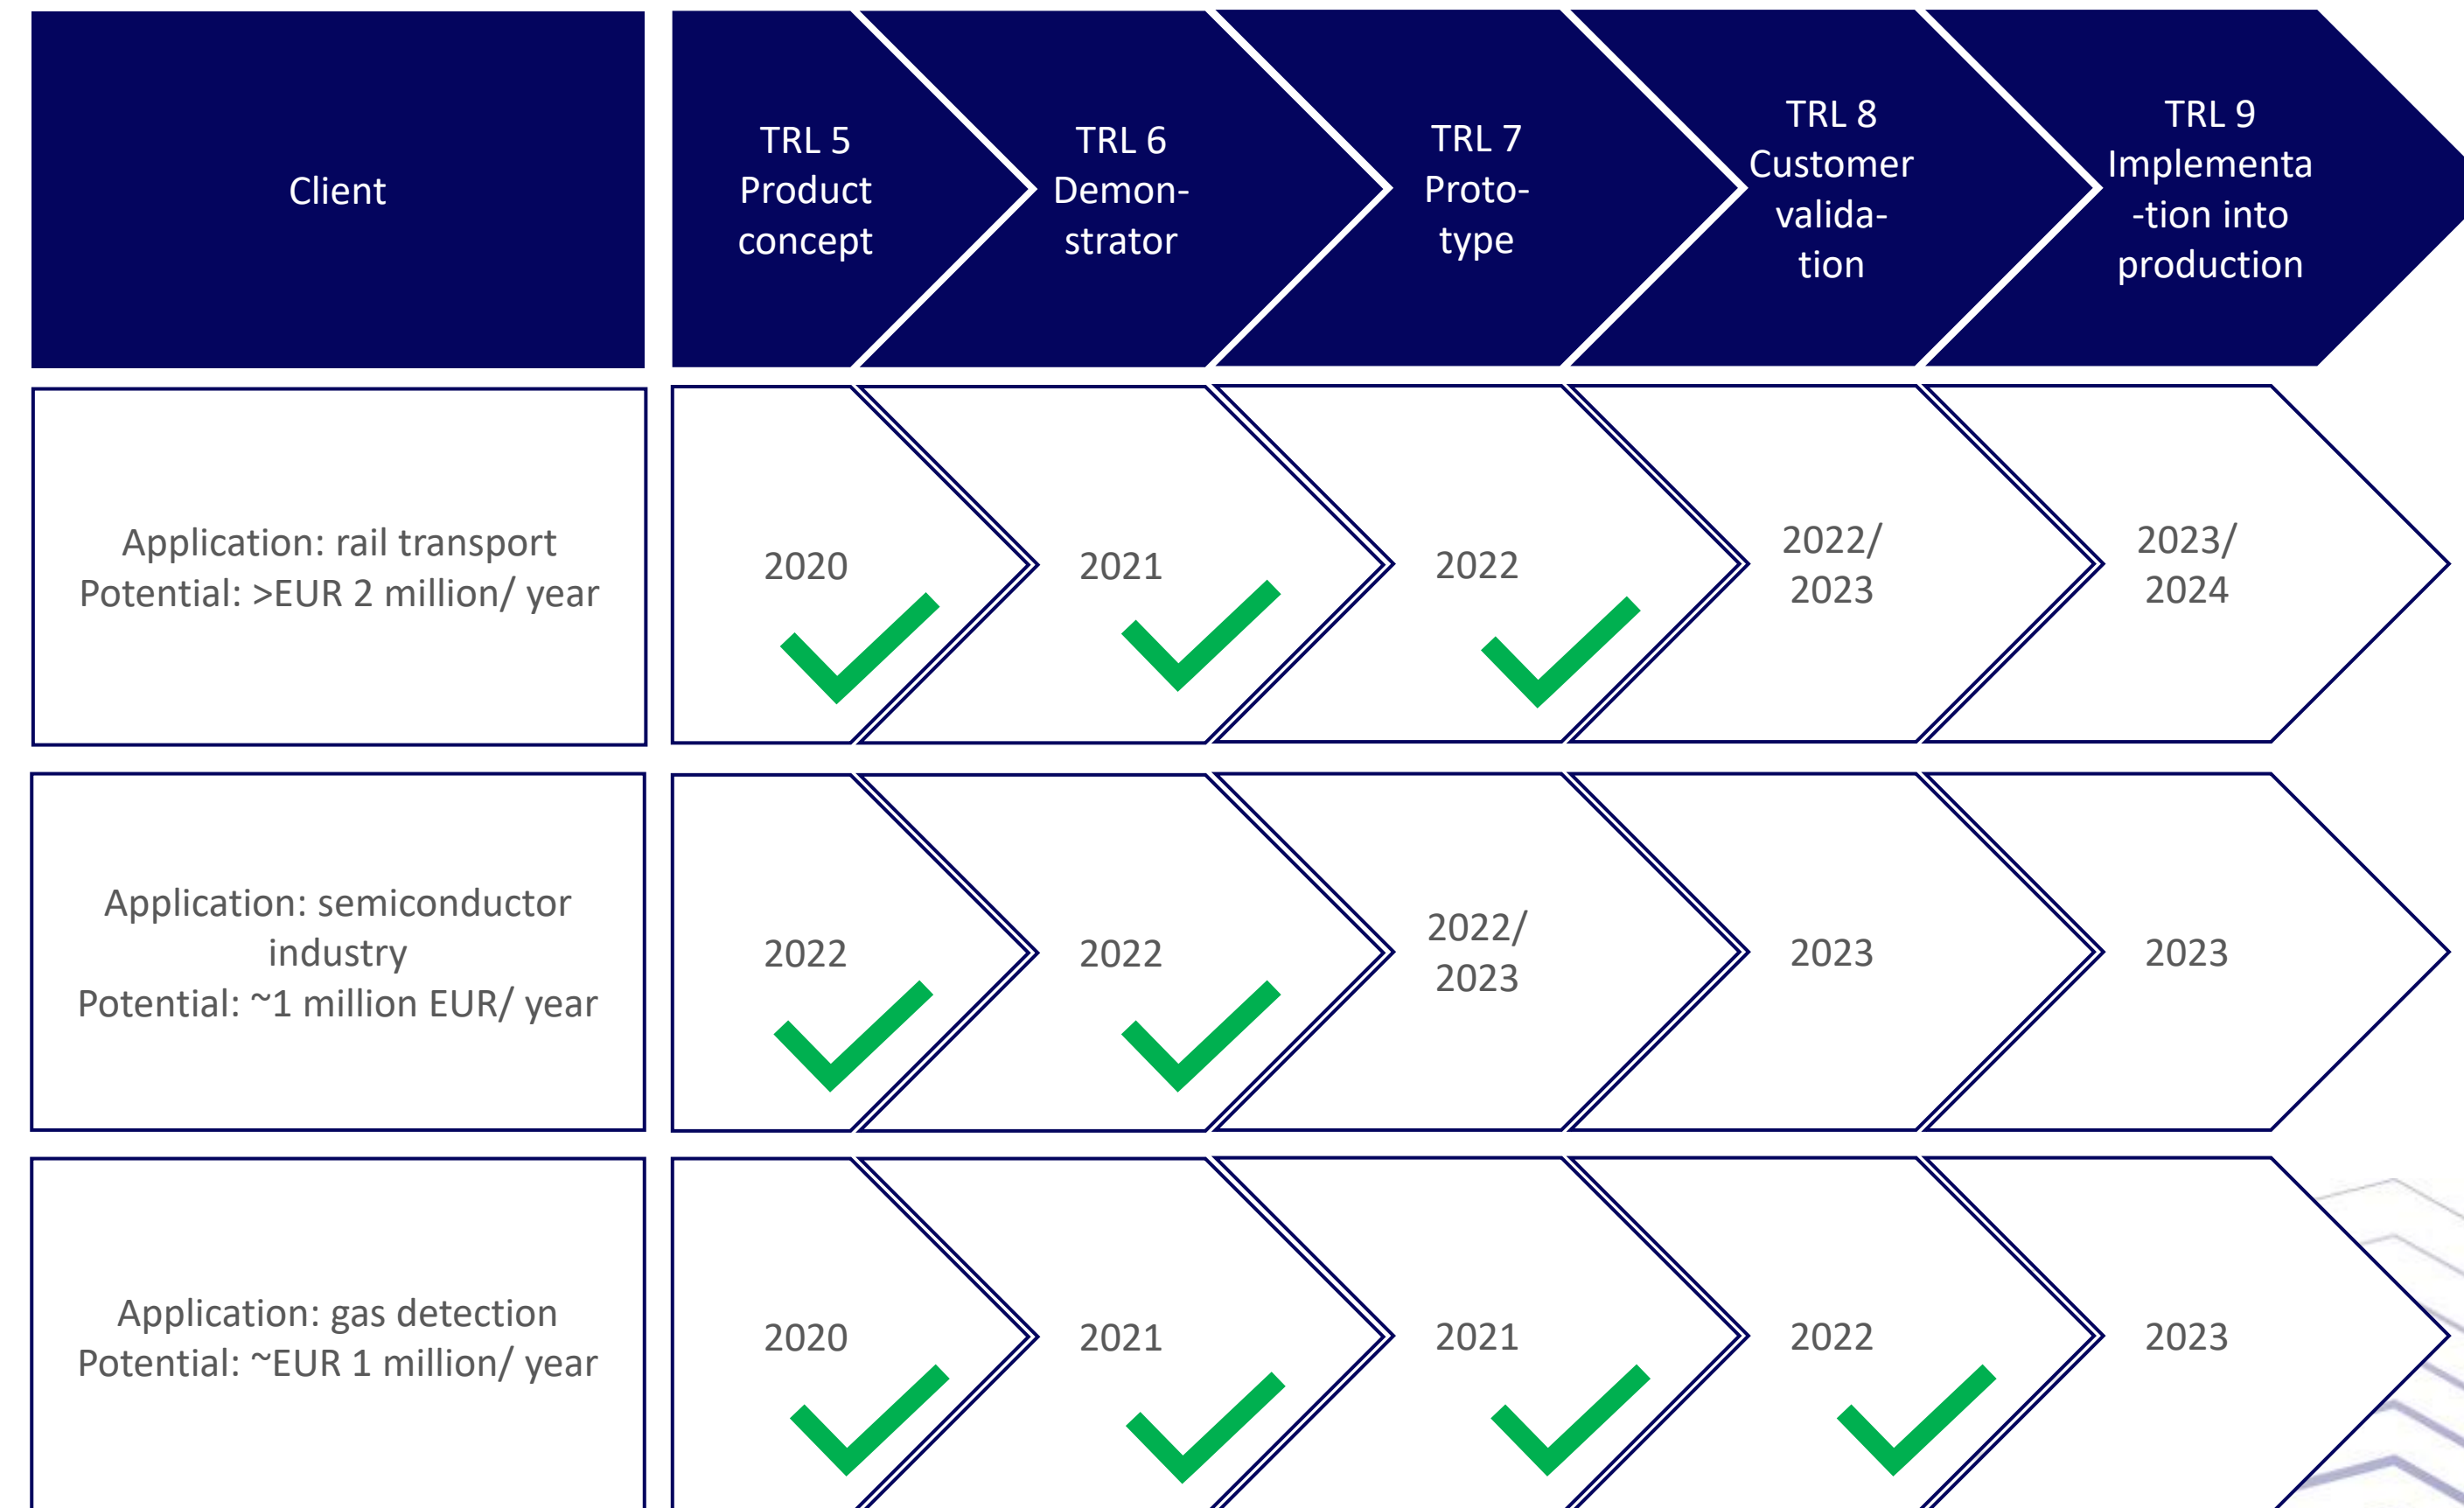 Client
TRL 5
Product
concept
TRL 6
Demon-
strator
TRL 7
Proto-
type
TRL 8
Customer
valida-
tion
TRL 9
Implementa
-tion into
production
Application: rail transport
Potential: >EUR 2 million/ year
2020
2021
2022
2022/
2023
2023/
2024
Application: semiconductor
industry
Potential: ~1 million EUR/ year
2022
2022
2022/
2023
2023
2023
Application: gas detection
Potential: ~EUR 1 million/ year
2020
2021
2021
2022
2023